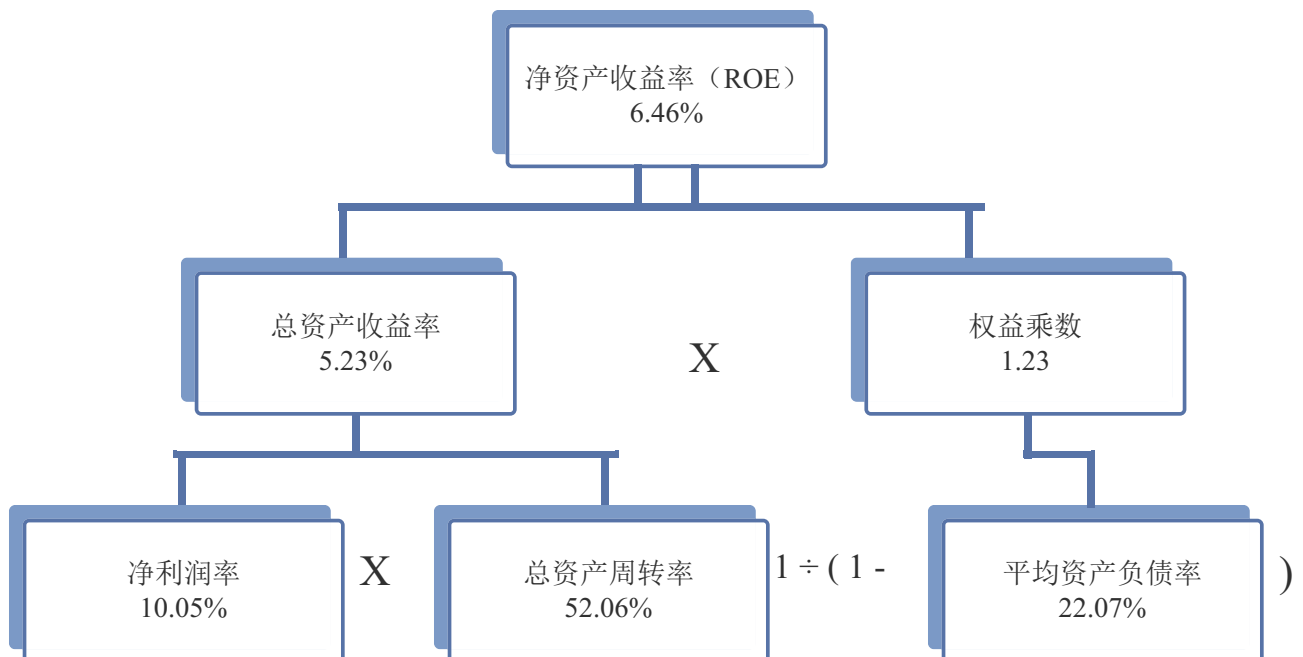 净资产收益率（ROE）
6.46%
总资产收益率
5.23%
X
权益乘数
1.23
净利润率
10.05%
X
总资产周转率
52.06%
1 ÷ ( 1 -
平均资产负债率
22.07%
)